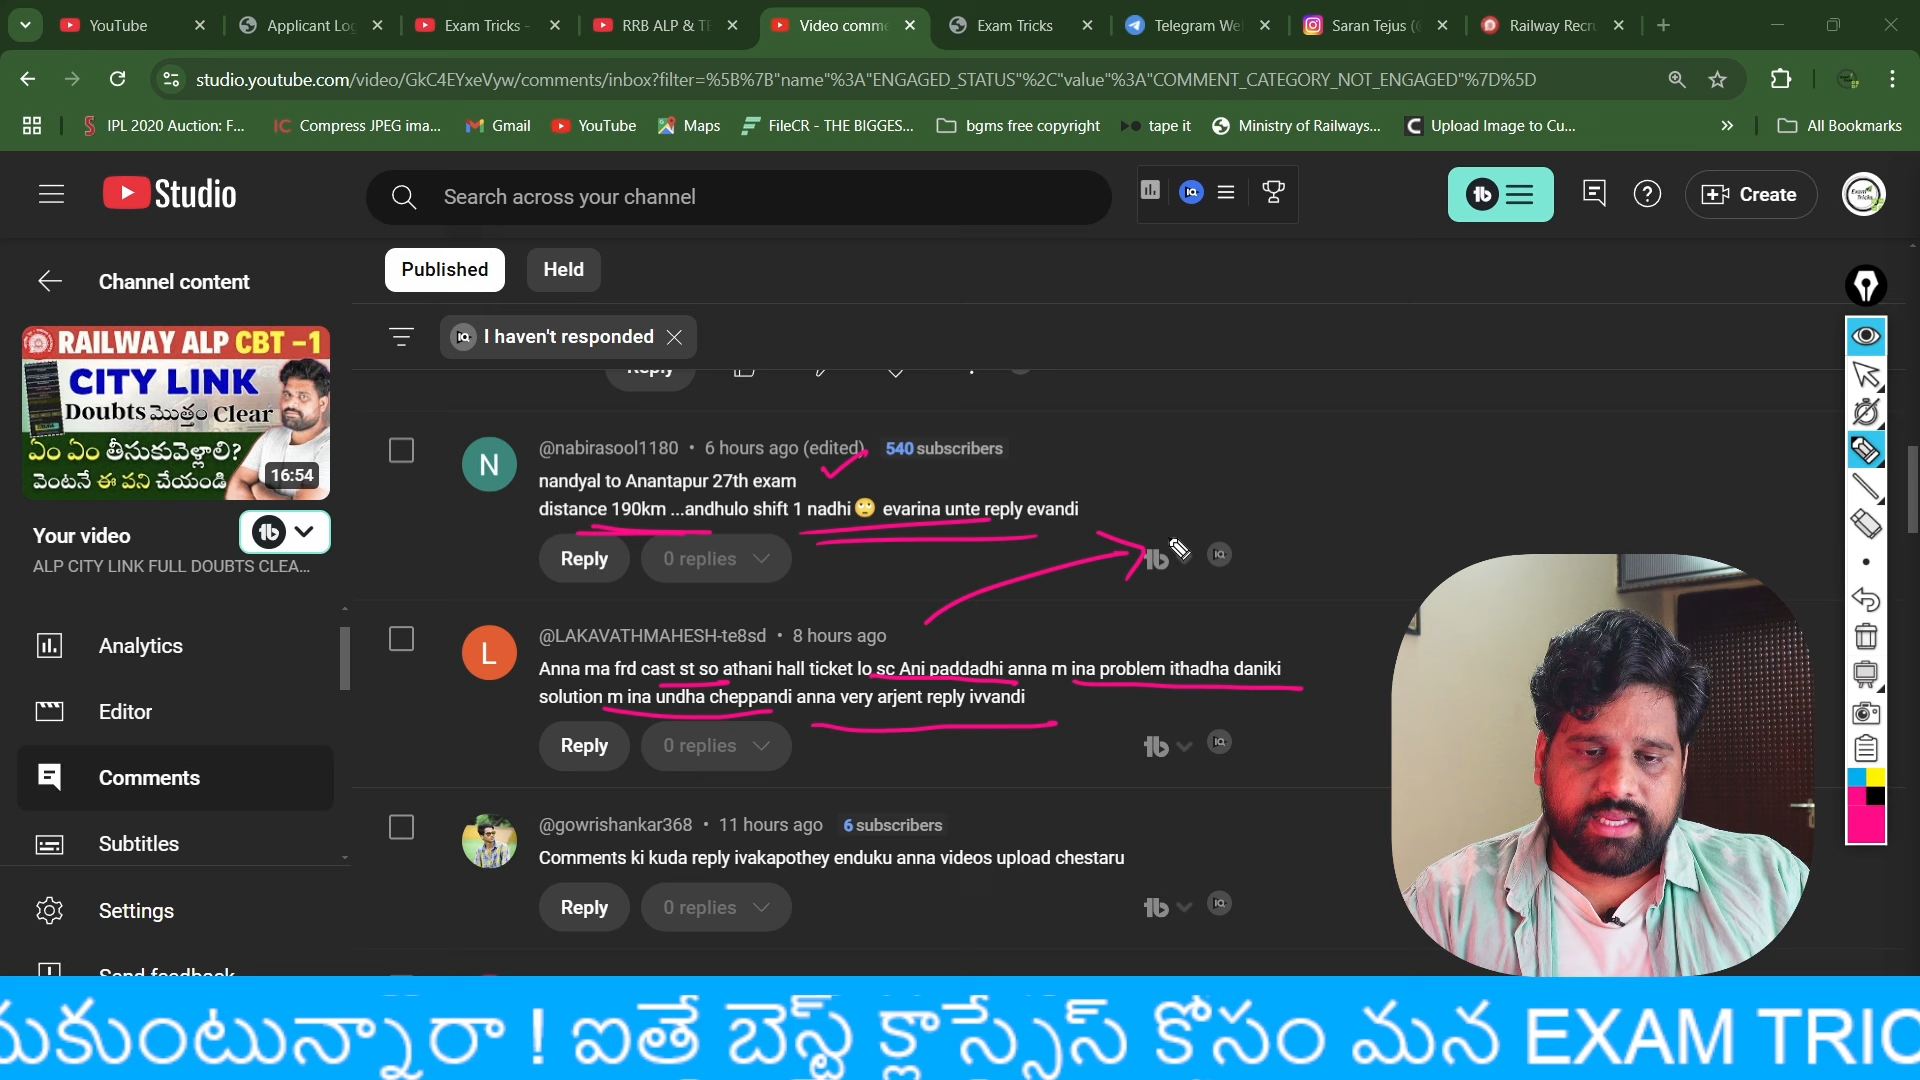 YouTube
Applicant Log
Exam Tricks -
RRB ALP & TE
Video comme
Exam Tricks
Telegram We
Saran Tejus (
Railway Recru
studio.youtube.com/video/GkC4EYxeVyw/comments/inbox?filter=%5B%7B"name"%3A"ENGAGED_STATUS"%2C"value"%3A"COMMENT_CATEGORY_NOT_ENGAGED"%7D%5D
IPL 2020 Auction: F...
Compress JPEG ima...
Gmail
YouTube
Maps
FileCR - THE BIGGES...
bgms free copyright
tape it
Ministry of Railways...
Upload Image to Cu...
All Bookmarks
Studio
Search across your channel
Create
Channel content
Published
Held
I haven't responded
RAILWAY ALP CBT -1
CITY LINK
Doubts మొత్తం Clear
ఏం ఏం తీసుకువెళ్లాలి?
వెంటనే ఈ పని చేయండి
16:54
Your video
ALP CITY LINK FULL DOUBTS CLEA...
Analytics
Editor
Comments
Subtitles
Settings
Send feedback
Reply
N
@nabirasool1180 • 6 hours ago (edited) 540 subscribers
nandyal to Anantapur 27th exam
distance 190km ...andhulo shift 1 nadhi🙄 evarina unte reply evandi
Reply 0 replies
L
@LAKAVATHMAHESH-te8sd • 8 hours ago
Anna ma frd cast st so athani hall ticket lo sc Ani paddadhi anna m ina problem ithadha daniki
solution m ina undha cheppandi anna very arjent reply ivvandi
Reply 0 replies
@gowrishankar368 • 11 hours ago 6 subscribers
Comments ki kuda reply ivakapothey enduku anna videos upload chestaru
Reply 0 replies
నుకుంటున్నారా ! ఐతే బెస్ట్ క్లాస్సేస్ కోసం మన EXAM TRIC